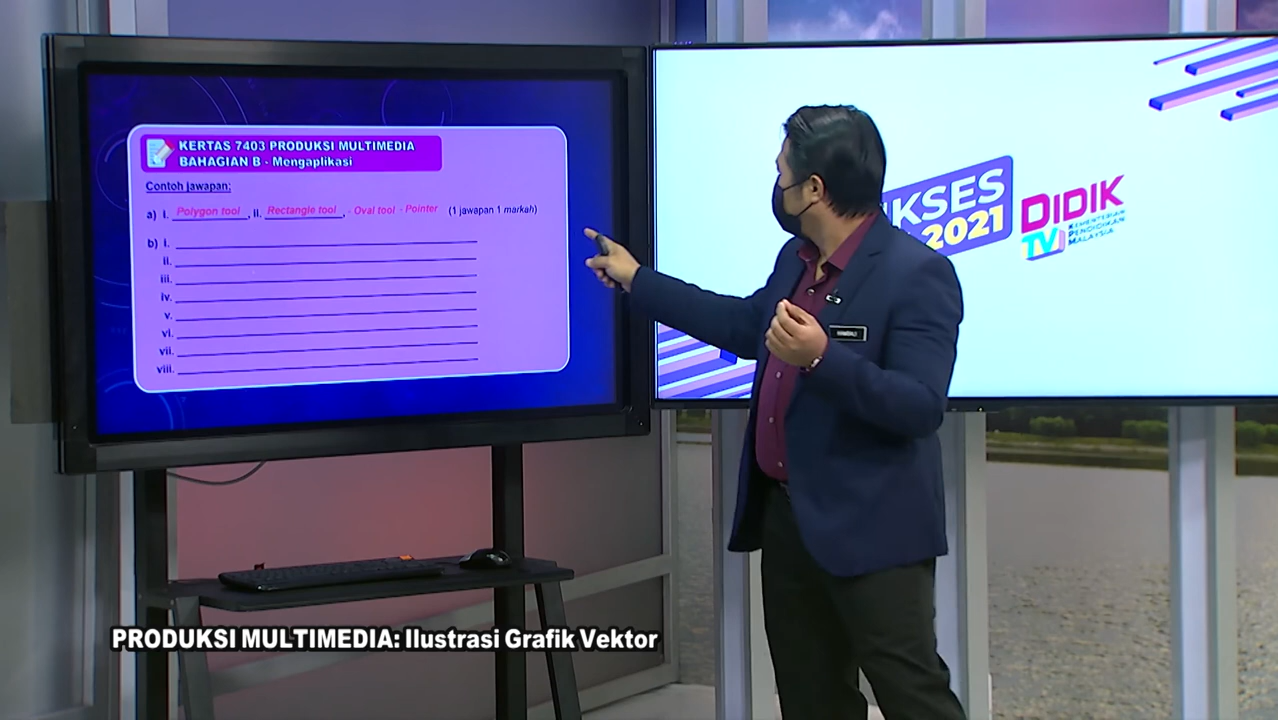 KERTAS 7403 PRODUKSI MULTIMEDIA
BAHAGIAN B - Mengaplikasi
Contoh jawapan:
a) i. Polygon tool, ii. Rectangle tool, - Oval tool - Pointer (1 jawapan 1 markah)
b) i.
ii.
iii.
iv.
v.
vi.
vii.
viii.
KSES
2021
DIDIK
TV
KEMENTERIAN
PENDIDIKAN
MALAYSIA
PRODUKSI MULTIMEDIA: Ilustrasi Grafik Vektor